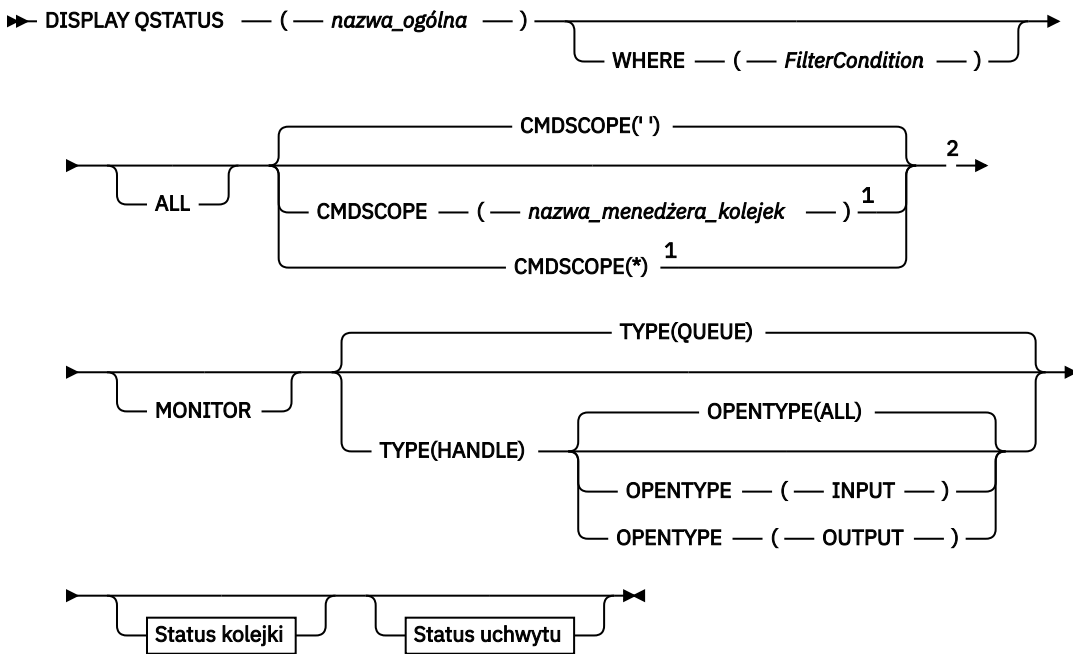 DISPLAY QSTATUS ( nazwa_ogólna )
WHERE ( FilterCondition )
CMDSCOPE(' ')
2
ALL
CMDSCOPE ( nazwa_menedżera_kolejek ) 1
CMDSCOPE(*) 1
TYPE(QUEUE)
MONITOR
OPENTYPE(ALL)
TYPE(HANDLE)
OPENTYPE ( INPUT )
OPENTYPE ( OUTPUT )
Status kolejki Status uchwytu